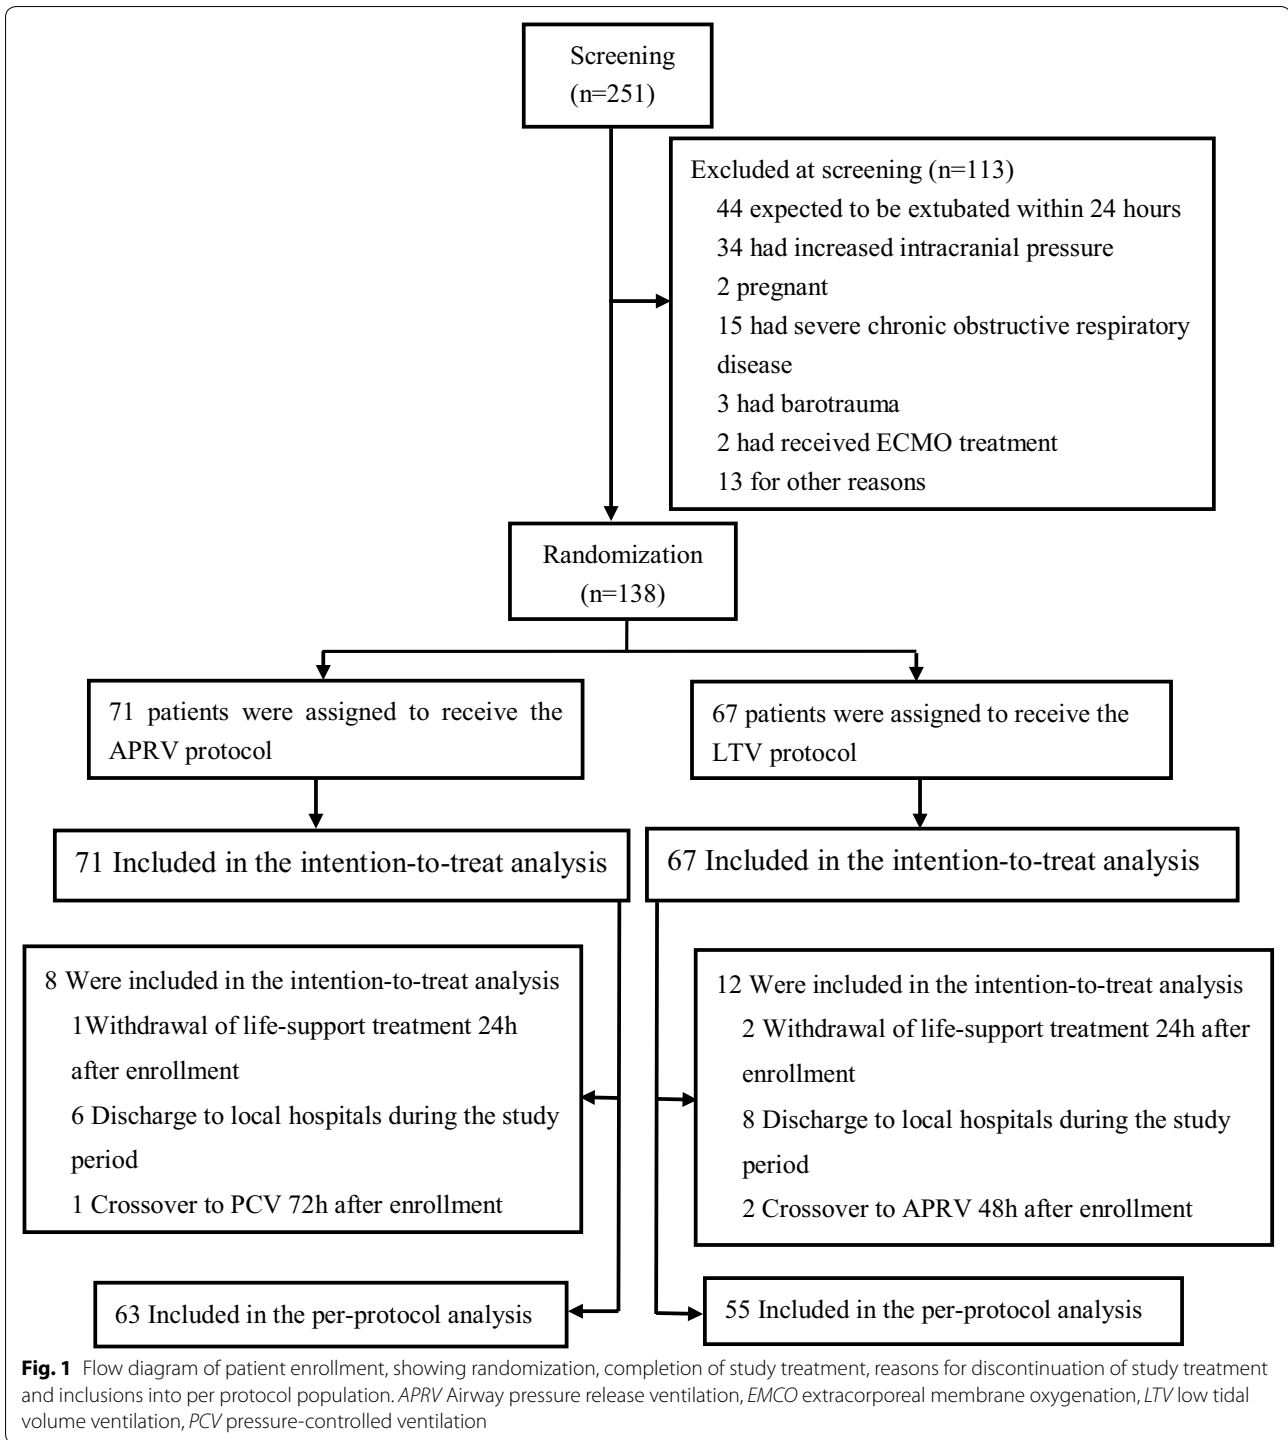 Screening
(n=251)
Excluded at screening (n=113)
44 expected to be extubated within 24 hours
34 had increased intracranial pressure
2 pregnant
15 had severe chronic obstructive respiratory
disease
3 had barotrauma
2 had received ECMO treatment
13 for other reasons
Randomization
(n=138)
71 patients were assigned to receive the
APRV protocol
67 patients were assigned to receive the
LTV protocol
71 Included in the intention-to-treat analysis
67 Included in the intention-to-treat analysis
8 Were included in the intention-to-treat analysis
1Withdrawal of life-support treatment 24h
after enrollment
6 Discharge to local hospitals during the study
period
1 Crossover to PCV 72h after enrollment
12 Were included in the intention-to-treat analysis
2 Withdrawal of life-support treatment 24h after
enrollment
8 Discharge to local hospitals during the study
period
2 Crossover to APRV 48h after enrollment
63 Included in the per-protocol analysis
55 Included in the per-protocol analysis
Fig. 1 Flow diagram of patient enrollment, showing randomization, completion of study treatment, reasons for discontinuation of study treatment
and inclusions into per protocol population. APRV Airway pressure release ventilation, EMCO extracorporeal membrane oxygenation, LTV low tidal
volume ventilation, PCV pressure-controlled ventilation